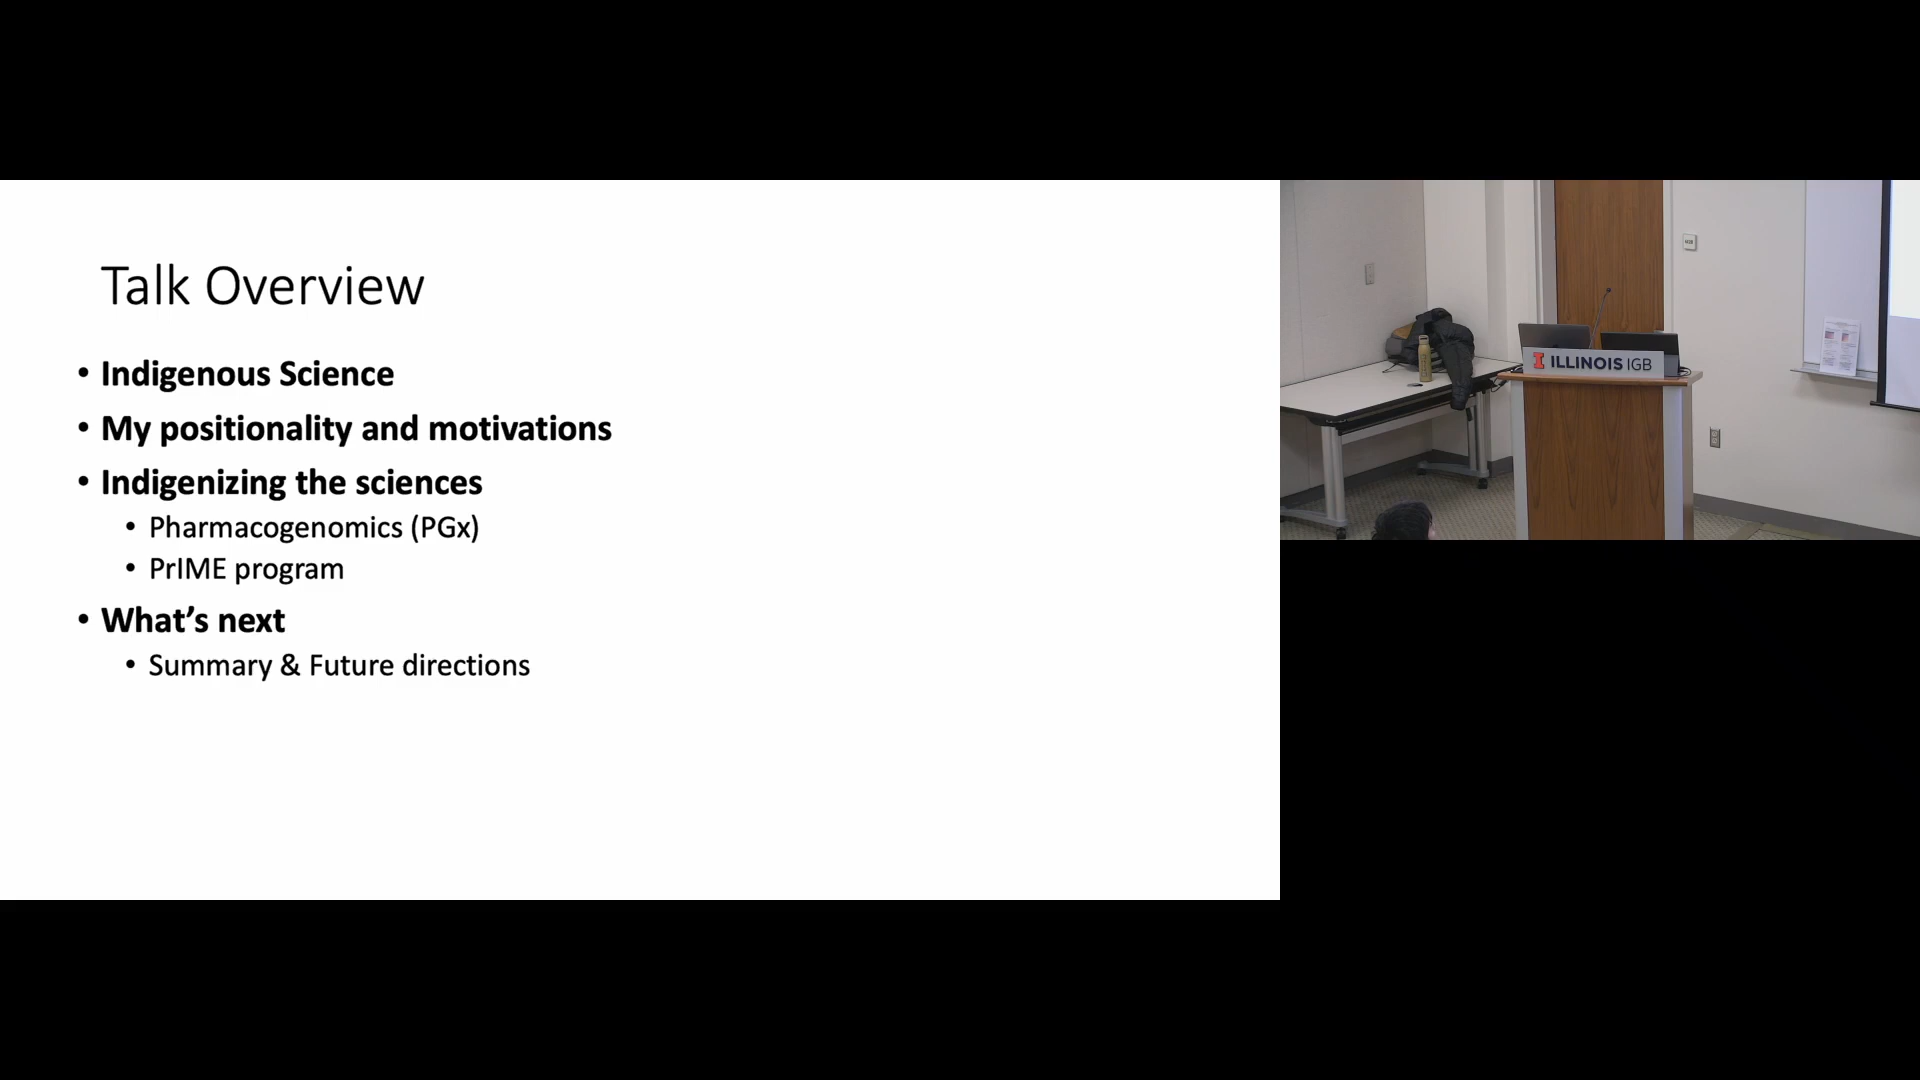 Talk Overview
• Indigenous Science
• My positionality and motivations
• Indigenizing the sciences
• Pharmacogenomics (PGx)
• PrIME program
• What's next
• Summary & Future directions
ILLINOIS IGB